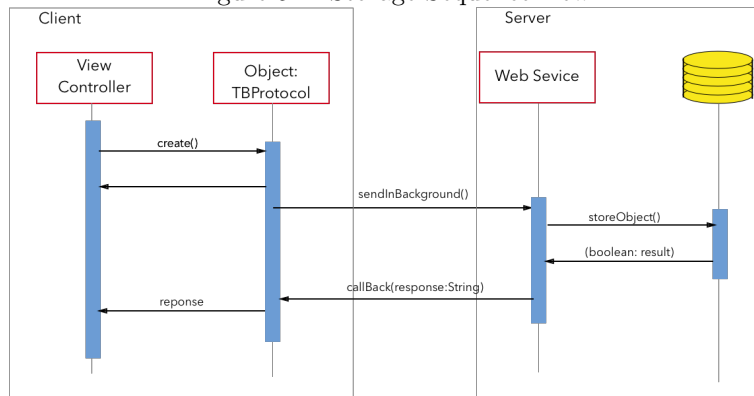 Client
Server
View
Controller
Object:
TBProtocol
Web Sevice
create()
sendInBackground()
storeObject()
(boolean: result)
callBack(response:String)
reponse